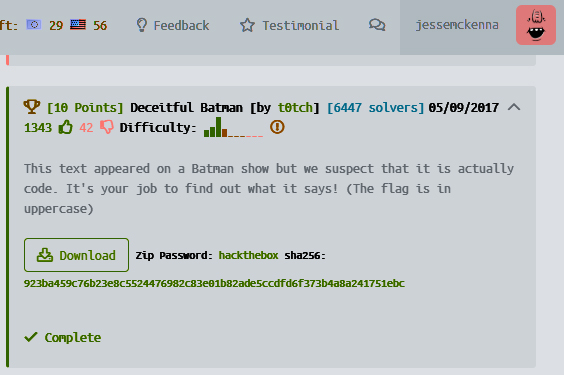 ft: 29 56 Feedback Testimonial jessemckenna
[10 Points] Deceitful Batman [by t0tch] [6447 solvers] 05/09/2017
1343 42 Difficulty:
This text appeared on a Batman show but we suspect that it is actually
code. It's your job to find out what it says! (The flag is in
uppercase)
Download Zip Password: hackthebox sha256:
923ba459c76b23e8c5524476982c83e01b82ade5ccdfd6f373b4a8a241751ebc
Complete